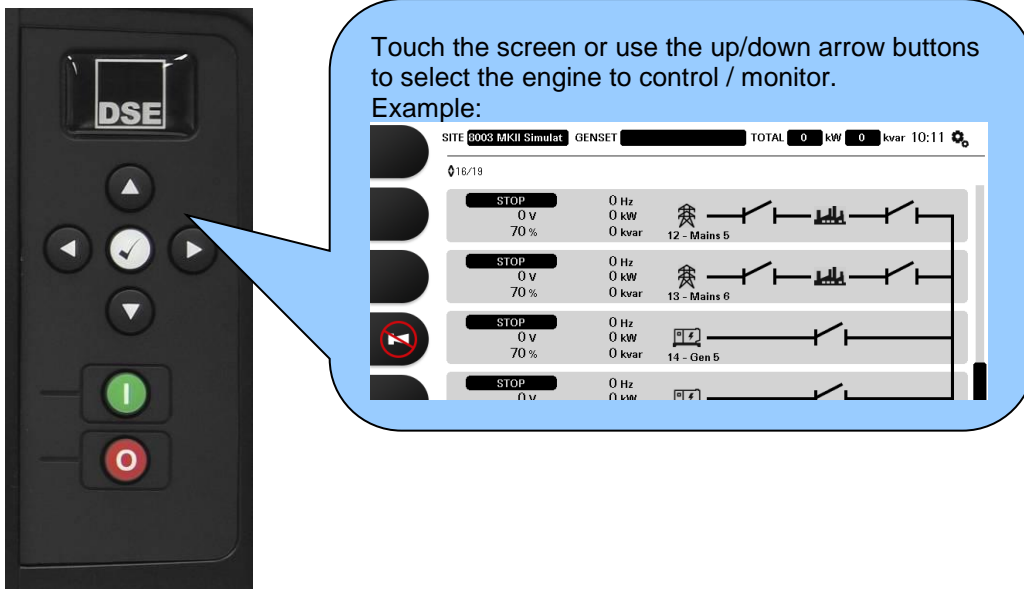 DSE
Touch the screen or use the up/down arrow buttons
to select the engine to control / monitor.
Example:
SITE 8003 MKII Simulat GENSET TOTAL 0 kW 0 kvar 10:11
16/19
STOP 0 Hz
0 V 0 kW
70 % 0 kvar 12 - Mains 5
STOP 0 Hz
0 V 0 kW
70 % 0 kvar 13 - Mains 6
STOP 0 Hz
0 V 0 kW
70 % 0 kvar 14 - Gen 5
STOP 0 Hz
0 V 0 kW
I
O